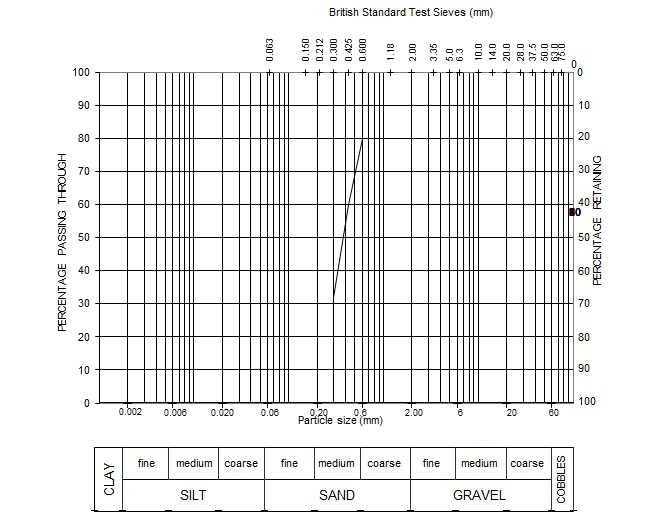 British Standard Test Sieves (mm)
0.063 0.150 0.212 0.300 0.425 0.600 1.18 2.00 3.35 5.0 6.3 10.0 14.0 20.0 28.0 37.5 50.0 63.0 75.0
0
100 0
90 10
80 20
70 30
60 40
50 50
40 60
30 70
20 80
10 90
0 100
PERCENTAGE PASSING THROUGH
PERCENTAGE RETAINING
0.002 0.006 0.020 0.06 0.20 0.6 2.00 6 20 60
Particle size (mm)
CLAY fine medium coarse fine medium coarse fine medium coarse COBBLES
SILT SAND GRAVEL